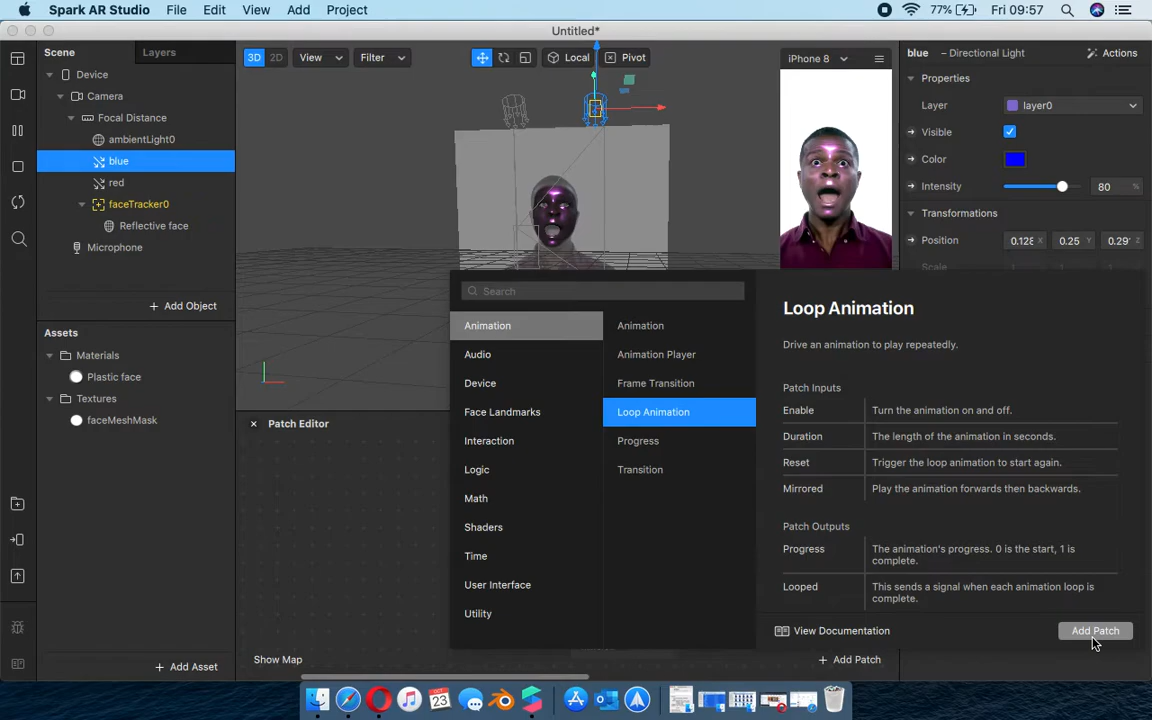 Spark AR Studio File Edit View Add Project 77% Fri 09:57
Untitled*
Scene Layers
3D 2D View Filter Local Pivot
iPhone 8
blue – Directional Light Actions
Device
Camera
Focal Distance
ambientLight0
blue
red
faceTracker0
Reflective face
Microphone
+ Add Object
Properties
Layer layer0
Visible
Color
Intensity 80 %
Transformations
Position 0.128 X 0.25 Y 0.29 Z
Scale
Assets
Materials
Plastic face
Textures
faceMeshMask
+ Add Asset
Patch Editor
Show Map
+ Add Patch
Search
Animation
Audio
Device
Face Landmarks
Interaction
Logic
Math
Shaders
Time
User Interface
Utility
Animation
Animation Player
Frame Transition
Loop Animation
Progress
Transition
Loop Animation
Drive an animation to play repeatedly.
Patch Inputs
Enable Turn the animation on and off.
Duration The length of the animation in seconds.
Reset Trigger the loop animation to start again.
Mirrored Play the animation forwards then backwards.
Patch Outputs
Progress The animation's progress. 0 is the start, 1 is
complete.
Looped This sends a signal when each animation loop is
complete.
View Documentation
Add Patch
OCT
23